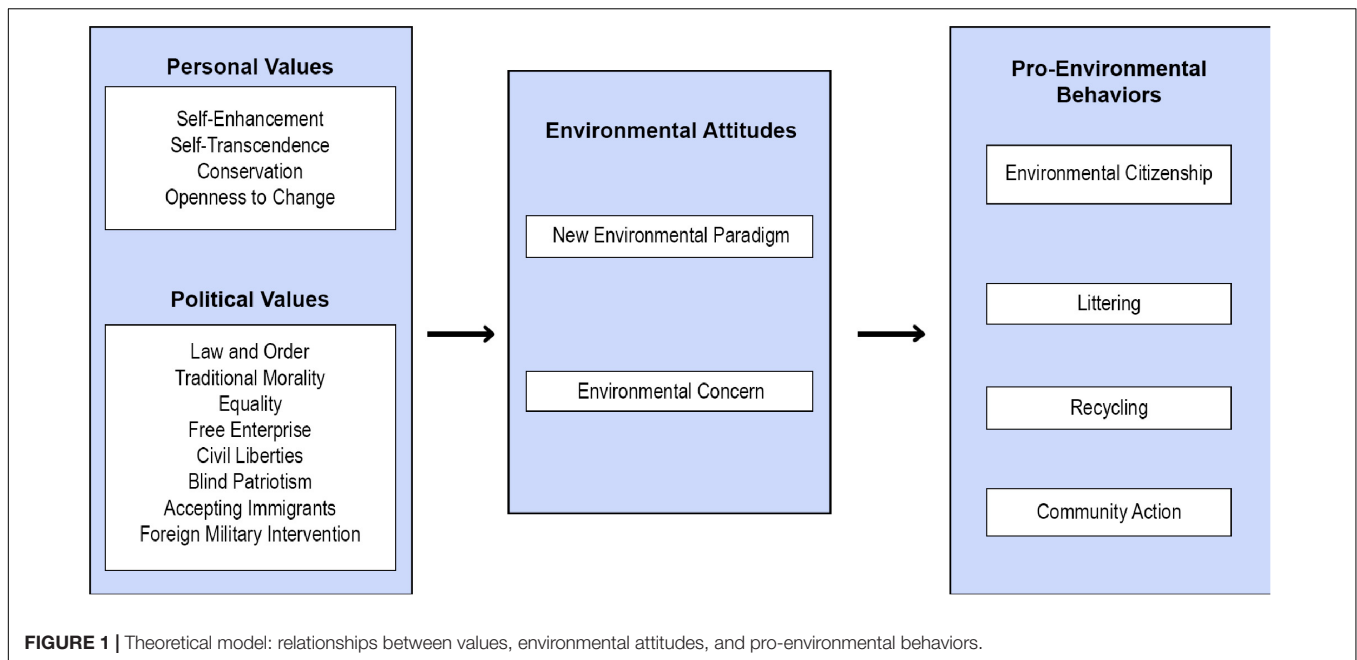 Personal Values
Self-Enhancement
Self-Transcendence
Conservation
Openness to Change
Political Values
Law and Order
Traditional Morality
Equality
Free Enterprise
Civil Liberties
Blind Patriotism
Accepting Immigrants
Foreign Military Intervention
Environmental Attitudes
New Environmental Paradigm
Environmental Concern
Pro-Environmental
Behaviors
Environmental Citizenship
Littering
Recycling
Community Action
FIGURE 1 | Theoretical model: relationships between values, environmental attitudes, and pro-environmental behaviors.